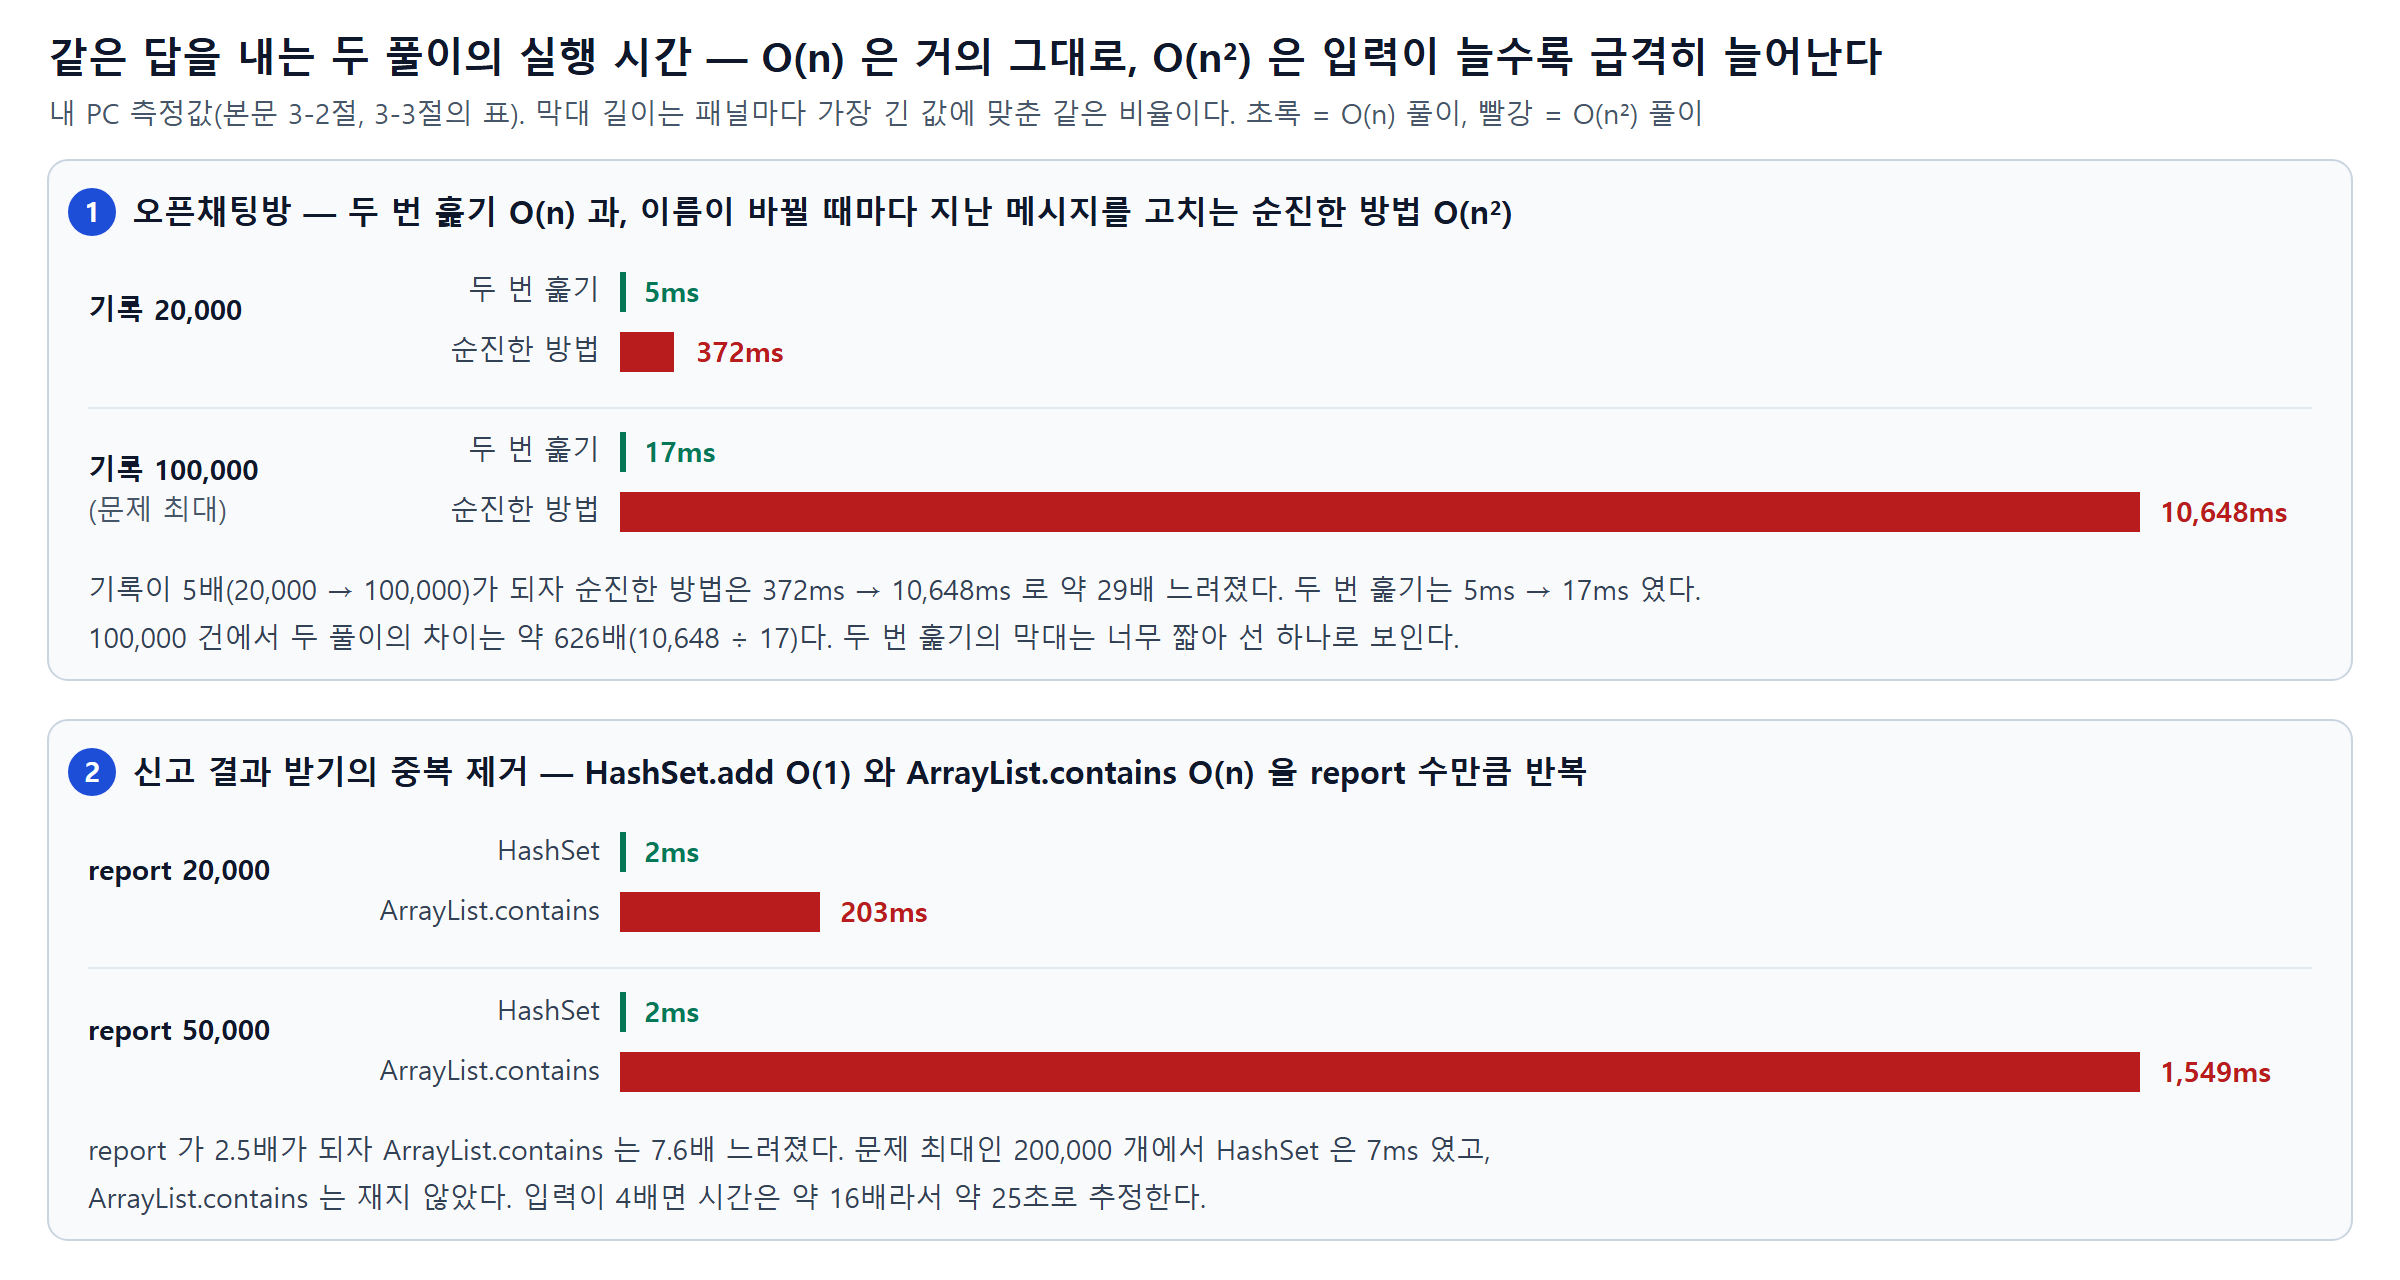 같은 답을 내는 두 풀이의 실행 시간 — O(n) 은 거의 그대로, O(n²) 은 입력이 늘수록 급격히 늘어난다
내 PC 측정값(본문 3-2절, 3-3절의 표). 막대 길이는 패널마다 가장 긴 값에 맞춘 같은 비율이다. 초록 = O(n) 풀이, 빨강 = O(n²) 풀이
1 오픈채팅방 — 두 번 훑기 O(n) 과, 이름이 바뀔 때마다 지난 메시지를 고치는 순진한 방법 O(n²)
기록 20,000
두 번 훑기 5ms
순진한 방법 372ms
기록 100,000
(문제 최대)
두 번 훑기 17ms
순진한 방법 10,648ms
기록이 5배(20,000 → 100,000)가 되자 순진한 방법은 372ms → 10,648ms 로 약 29배 느려졌다. 두 번 훑기는 5ms → 17ms 였다.
100,000 건에서 두 풀이의 차이는 약 626배(10,648 ÷ 17)다. 두 번 훑기의 막대는 너무 짧아 선 하나로 보인다.
2 신고 결과 받기의 중복 제거 — HashSet.add O(1) 와 ArrayList.contains O(n) 을 report 수만큼 반복
report 20,000
HashSet 2ms
ArrayList.contains 203ms
report 50,000
HashSet 2ms
ArrayList.contains 1,549ms
report 가 2.5배가 되자 ArrayList.contains 는 7.6배 느려졌다. 문제 최대인 200,000 개에서 HashSet 은 7ms 였고,
ArrayList.contains 는 재지 않았다. 입력이 4배면 시간은 약 16배라서 약 25초로 추정한다.